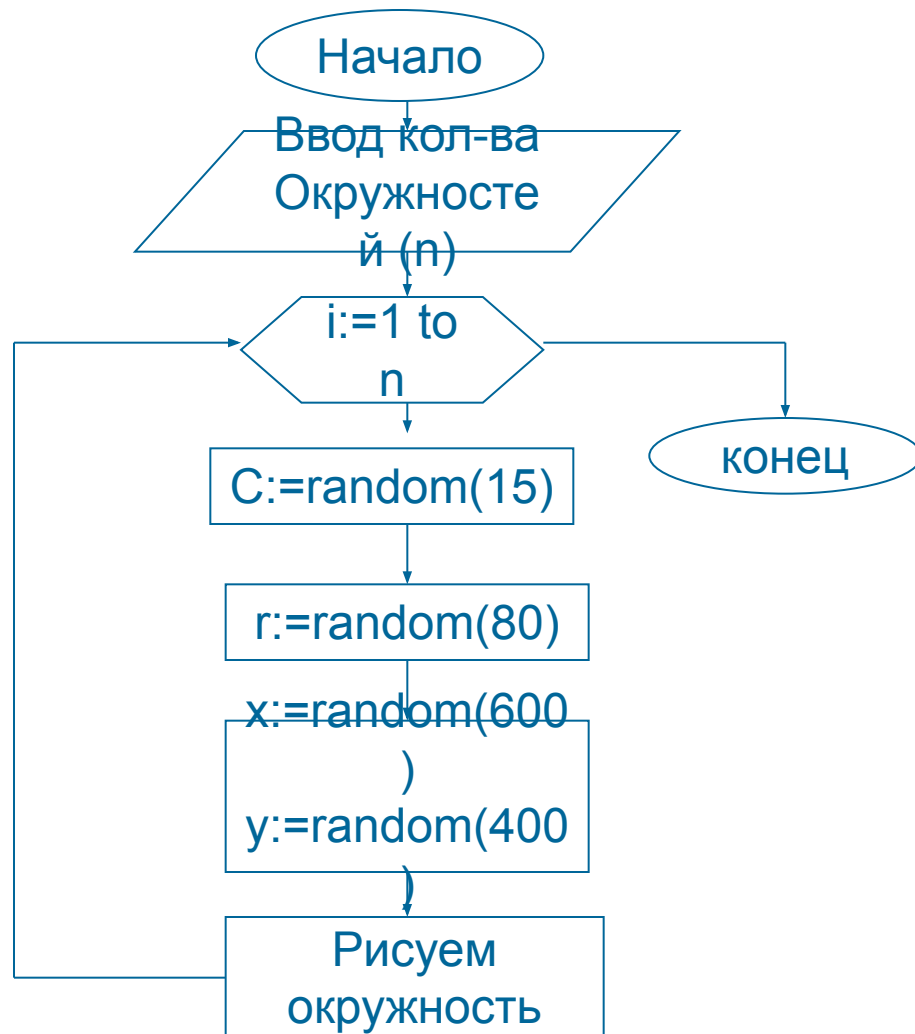 Начало
Ввод кол-ва
Окружносте
й (n)
i:=1 to
n
конец
C:=random(15)
r:=random(80)
x:=random(600
)
y:=random(400
)
Рисуем
окружность